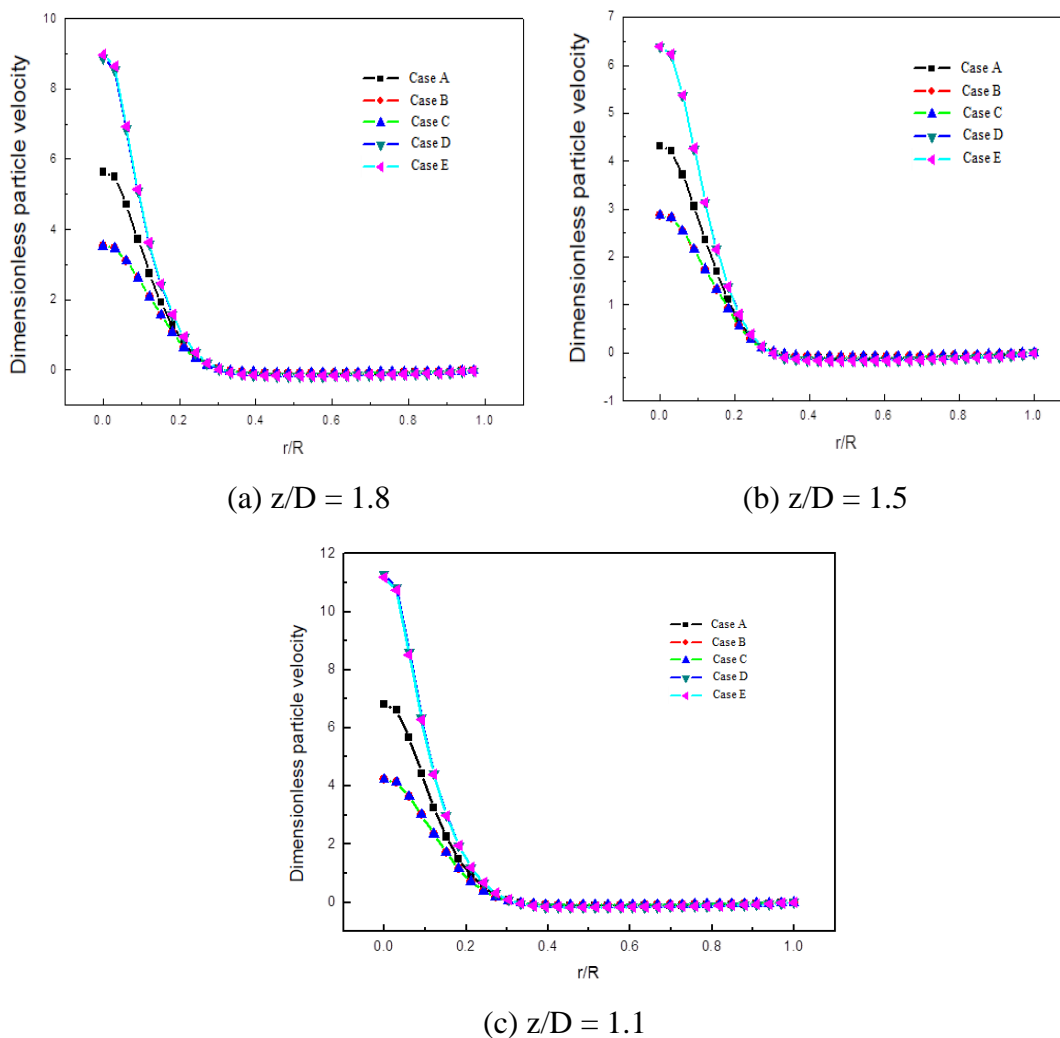 10
8
6
4
2
0
Dimensionless particle velocity
Case A
Case B
Case C
Case D
Case E
0.0 0.2 0.4 0.6 0.8 1.0
r/R
(a) z/D = 1.8
7
6
5
4
3
2
1
0
-1
Dimensionless particle velocity
Case A
Case B
Case C
Case D
Case E
0.0 0.2 0.4 0.6 0.8 1.0
r/R
(b) z/D = 1.5
12
10
8
6
4
2
0
Dimensionless particle velocity
Case A
Case B
Case C
Case D
Case E
0.0 0.2 0.4 0.6 0.8 1.0
r/R
(c) z/D = 1.1